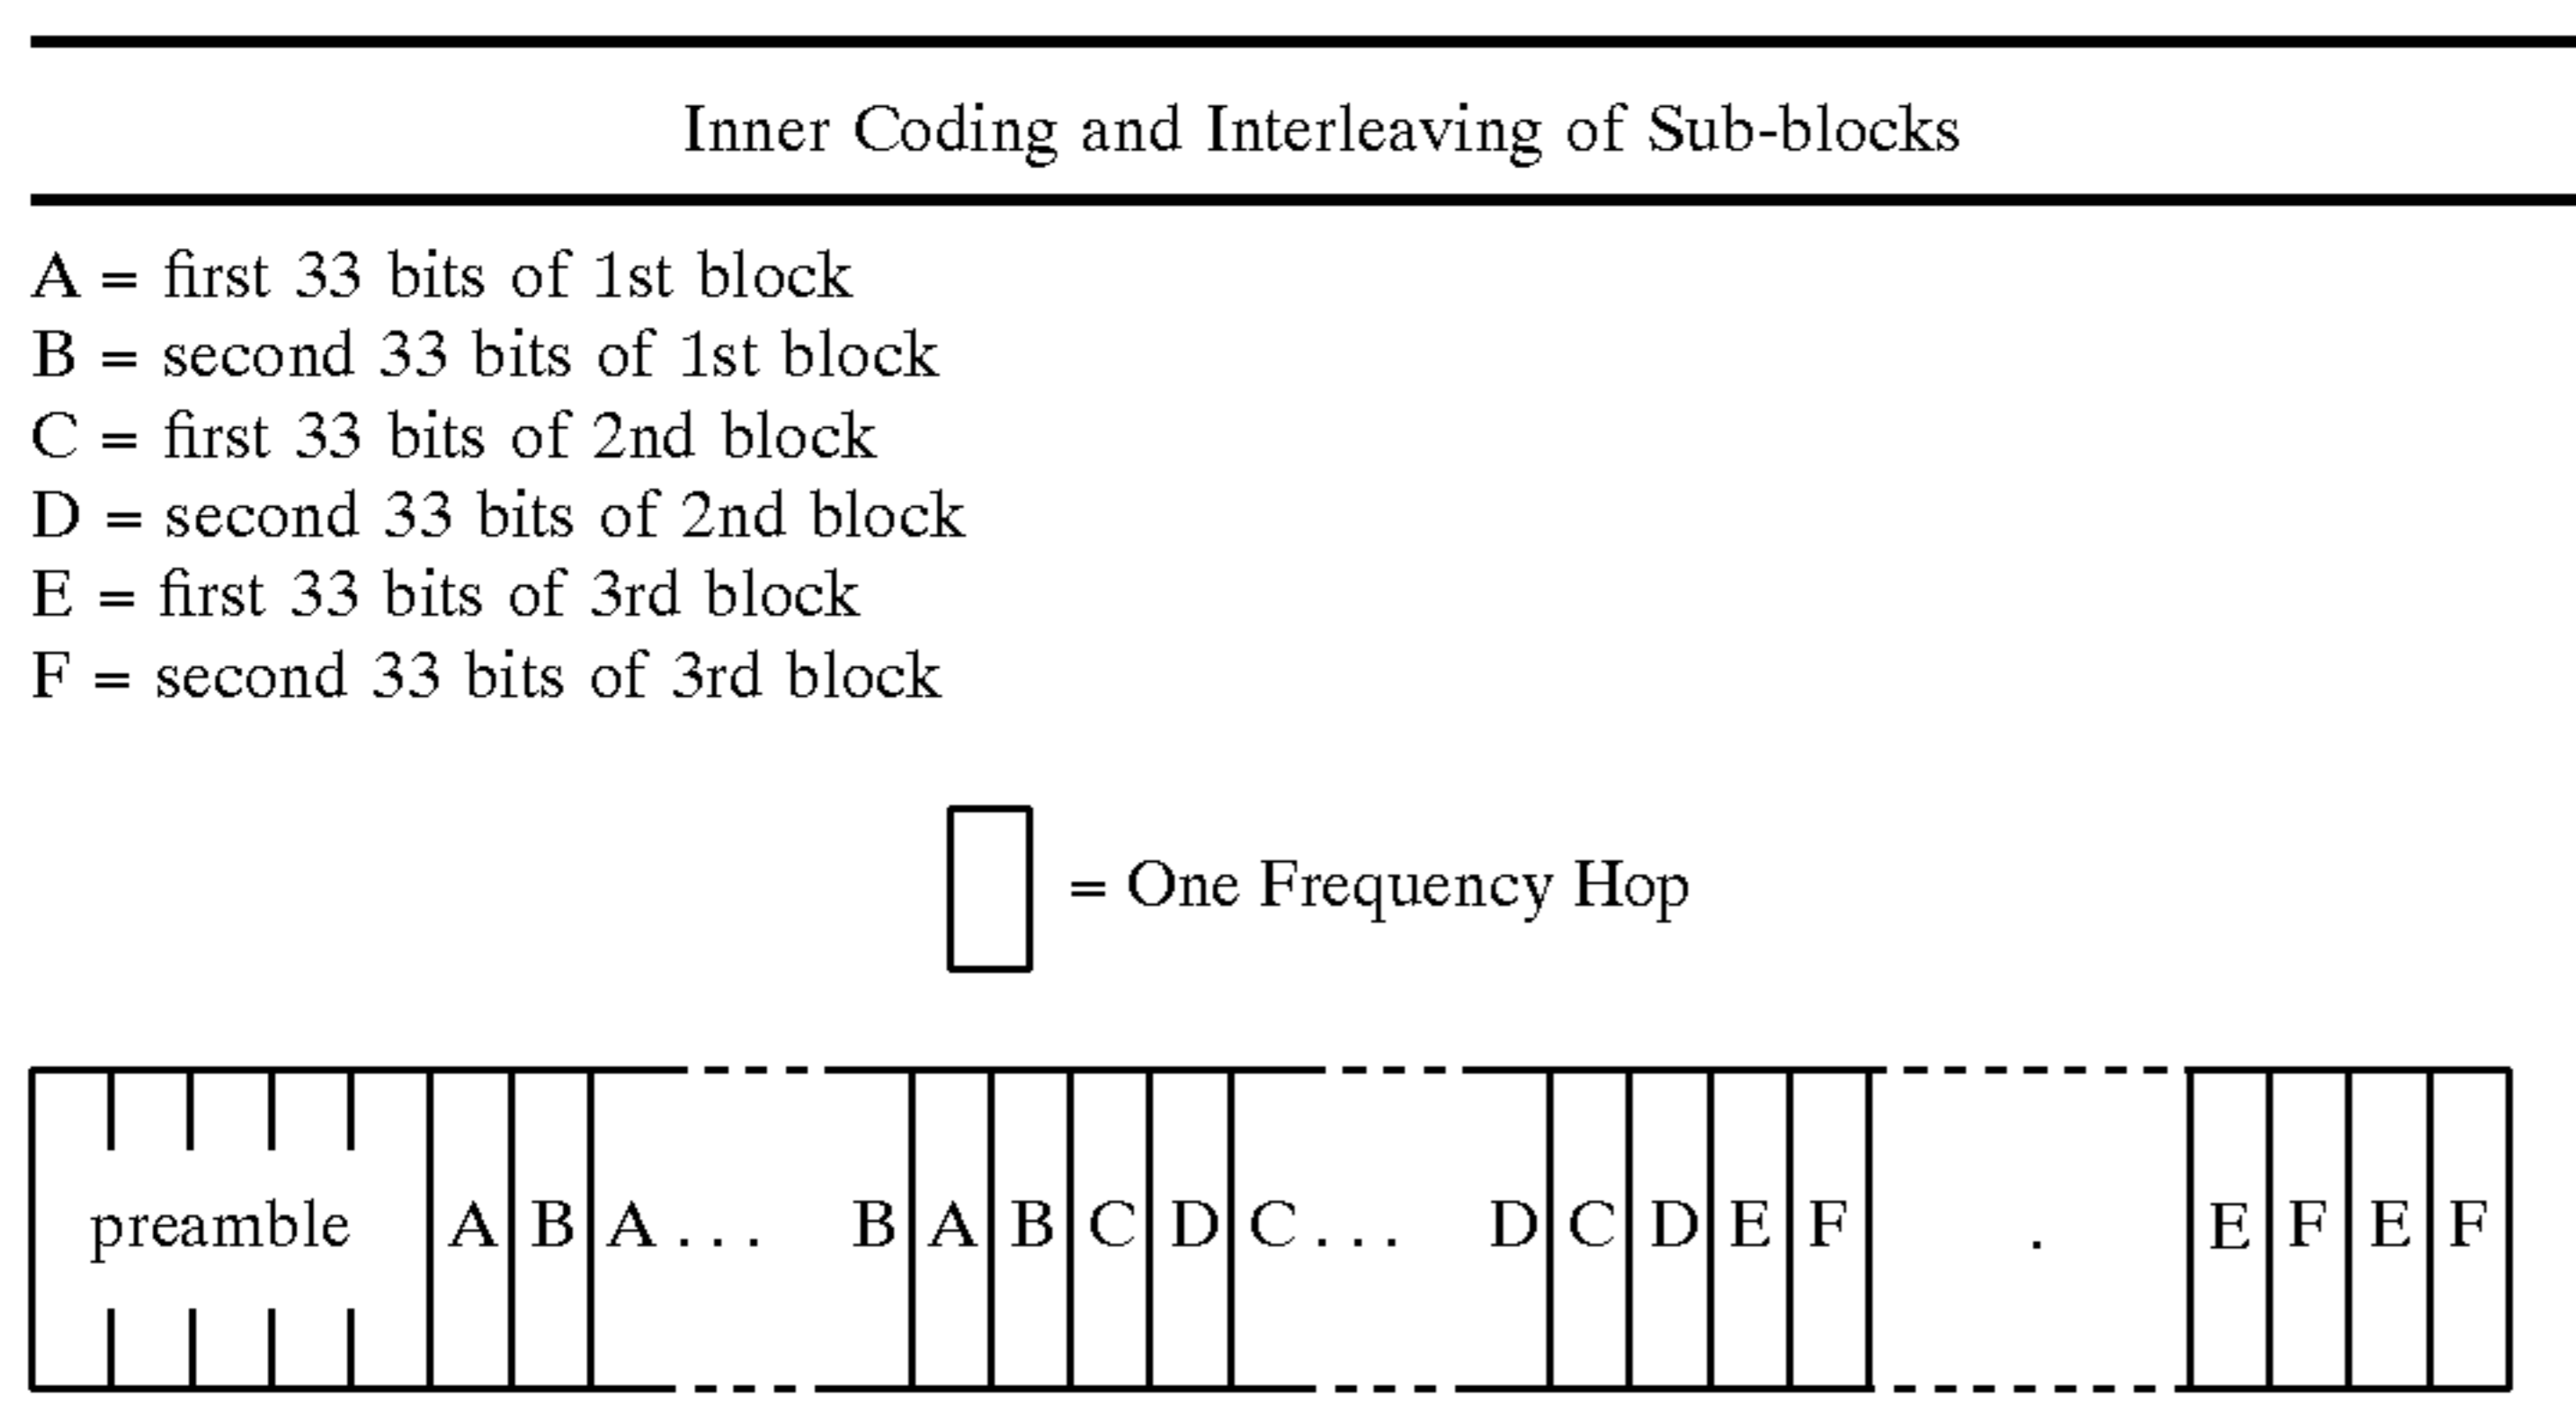 Inner Coding and Interleaving of Sub-blocks
A = first 33 bits of 1st block
B = second 33 bits of 1st block
C = first 33 bits of 2nd block
D = second 33 bits of 2nd block
E = first 33 bits of 3rd block
F = second 33 bits of 3rd block
= One Frequency Hop
preamble A B A . . . B A B C D C . . . D C D E F . E F E F